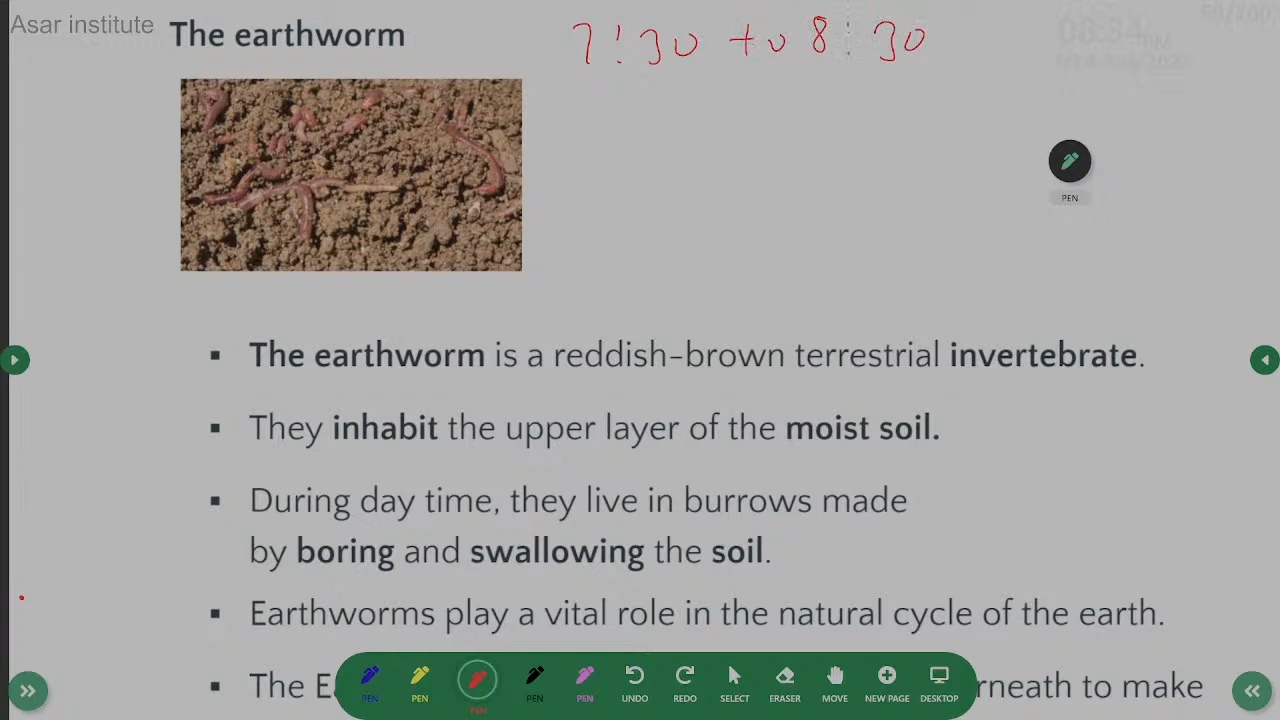 Asar institute
The earthworm
7:30 to 8:30
PEN
▪ The earthworm is a reddish-brown terrestrial invertebrate.
▪ They inhabit the upper layer of the moist soil.
▪ During day time, they live in burrows made
by boring and swallowing the soil.
▪ Earthworms play a vital role in the natural cycle of the earth.
▪ The rneath to make
PEN PEN PEN PEN PEN UNDO REDO SELECT ERASER MOVE NEW PAGE DESKTOP